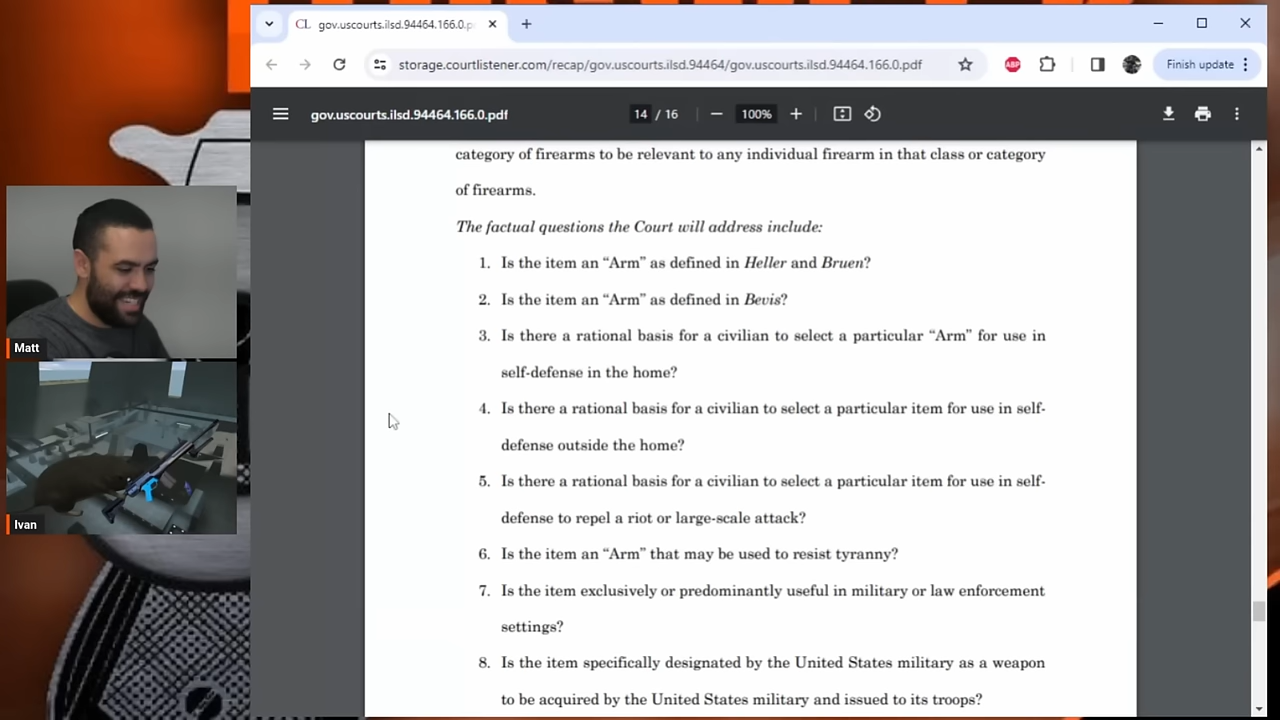 CL gov.uscourts.ilsd.94464.166.0.p
storage.courtlistener.com/recap/gov.uscourts.ilsd.94464/gov.uscourts.ilsd.94464.166.0.pdf
ABP
Finish update
gov.uscourts.ilsd.94464.166.0.pdf
14 / 16
100%
category of firearms to be relevant to any individual firearm in that class or category
of firearms.
The factual questions the Court will address include:
1. Is the item an “Arm” as defined in Heller and Bruen?
2. Is the item an “Arm” as defined in Bevis?
3. Is there a rational basis for a civilian to select a particular “Arm” for use in
self-defense in the home?
4. Is there a rational basis for a civilian to select a particular item for use in self-
defense outside the home?
5. Is there a rational basis for a civilian to select a particular item for use in self-
defense to repel a riot or large-scale attack?
6. Is the item an “Arm” that may be used to resist tyranny?
7. Is the item exclusively or predominantly useful in military or law enforcement
settings?
8. Is the item specifically designated by the United States military as a weapon
to be acquired by the United States military and issued to its troops?
Matt
Ivan